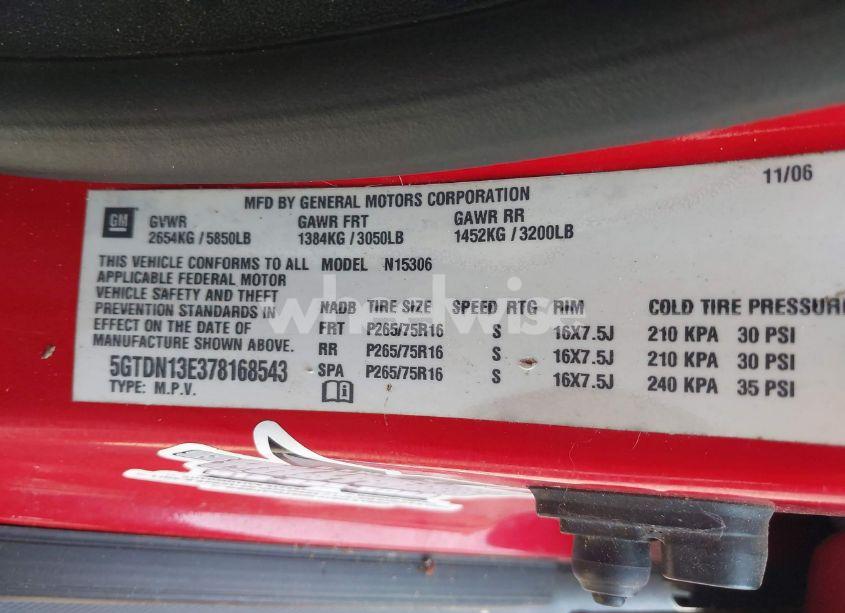 11/06
MFD BY GENERAL MOTORS CORPORATION
GM
GVWR GAWR FRT GAWR RR
2654KG / 5850LB 1384KG / 3050LB 1452KG / 3200LB
THIS VEHICLE CONFORMS TO ALL
APPLICABLE FEDERAL MOTOR
VEHICLE SAFETY AND THEFT
PREVENTION STANDARDS IN
EFFECT ON THE DATE OF
MANUFACTURE SHOWN ABOVE.
5GTDN13E378168543
TYPE: M.P.V.
MODEL N15306
NADB TIRE SIZE SPEED RTG RIM COLD TIRE PRESSURE
FRT P265/75R16 S 16X7.5J 210 KPA 30 PSI
RR P265/75R16 S 16X7.5J 210 KPA 30 PSI
SPA P265/75R16 S 16X7.5J 240 KPA 35 PSI
wheelwise